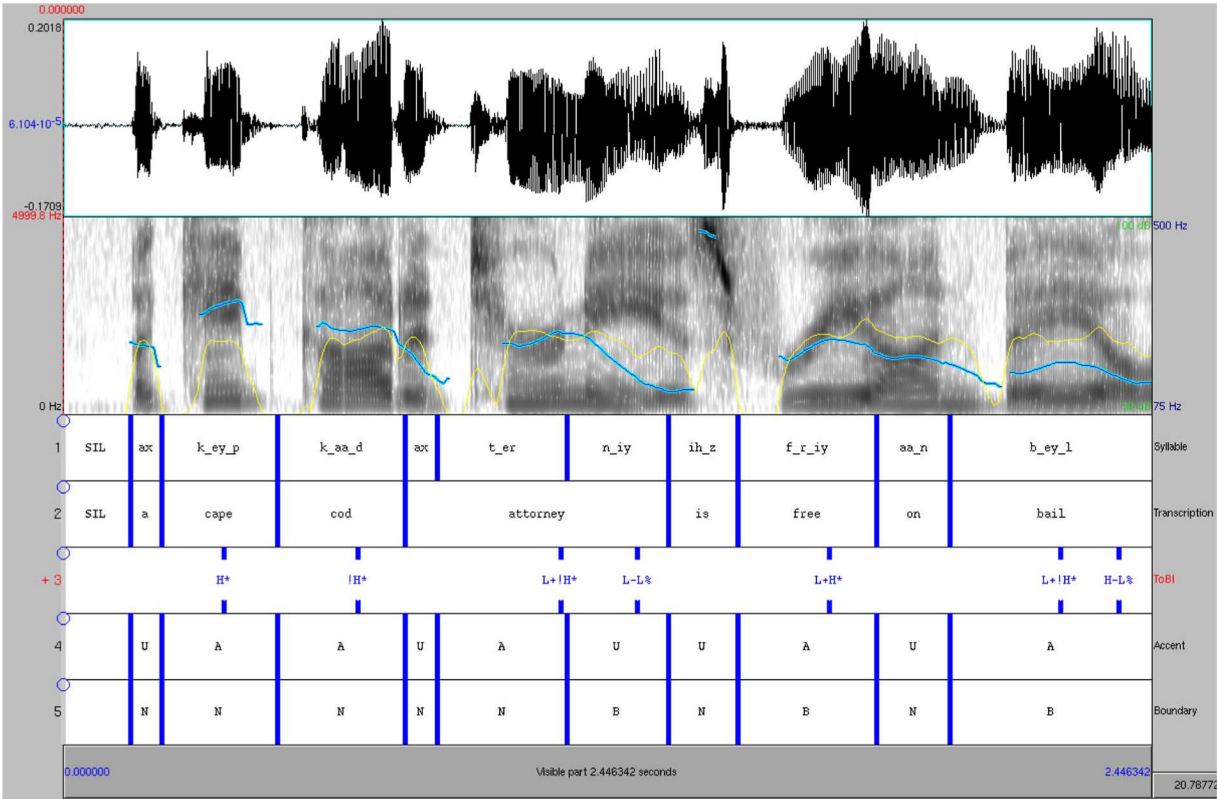 0.000000
0.2018
6.104·10-5
-0.1709
4999.8 Hz
100 dB 500 Hz
0 Hz
75 Hz
1 SIL ax k_ey_p k_aa_d ax t_er n_iy ih_z f_r_iy aa_n b_ey_l Syllable
2 SIL a cape cod attorney is free on bail Transcription
+ 3 H* !H* L+!H* L-L% L+H* L+!H* H-L% ToBI
4 U A A U A U U A U A Accent
5 N N N N N B N B N B Boundary
0.000000 Visible part 2.446342 seconds 2.446342
20.78772